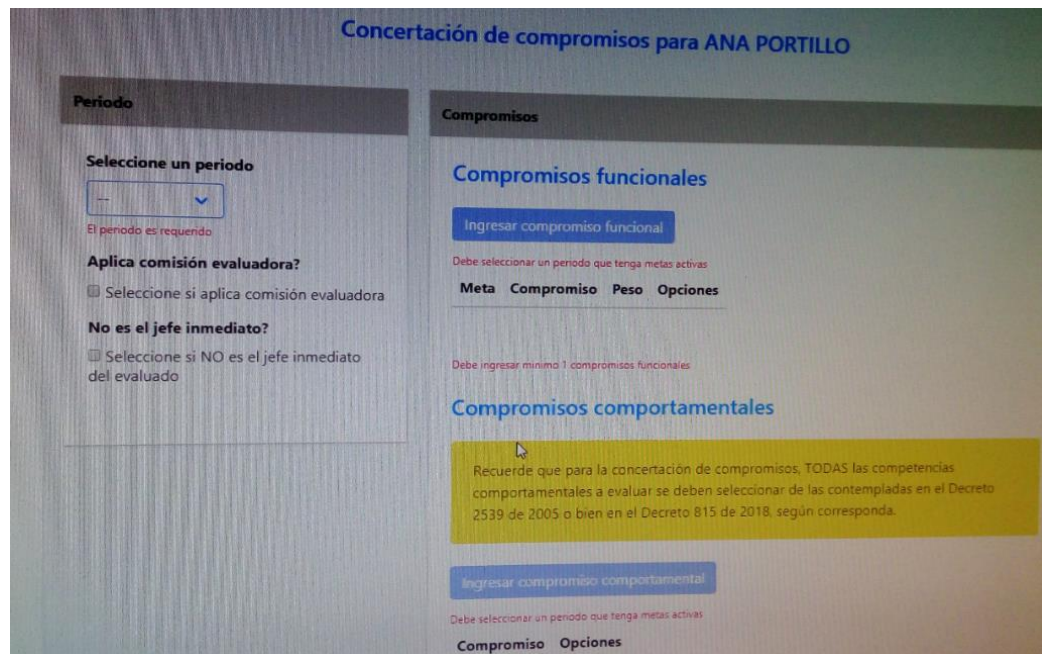 Concertación de compromisos para ANA PORTILLO
Periodo
Seleccione un periodo
--
El periodo es requerido
Aplica comisión evaluadora?
Seleccione si aplica comisión evaluadora
No es el jefe inmediato?
Seleccione si NO es el jefe inmediato
del evaluado
Compromisos
Compromisos funcionales
Ingresar compromiso funcional
Debe seleccionar un periodo que tenga metas activas
Meta Compromiso Peso Opciones
Debe ingresar minimo 1 compromisos funcionales
Compromisos comportamentales
Recuerde que para la concertación de compromisos, TODAS las competencias
comportamentales a evaluar se deben seleccionar de las contempladas en el Decreto
2539 de 2005 o bien en el Decreto 815 de 2018, según corresponda.
Ingresar compromiso comportamental
Debe seleccionar un periodo que tenga metas activas
Compromiso Opciones